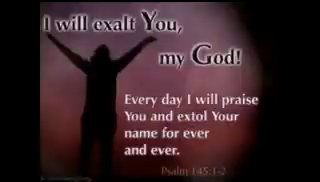 I will exalt You,
my God!
Every day I will praise
You and extol Your
name for ever
and ever.
Psalm 145:1-2